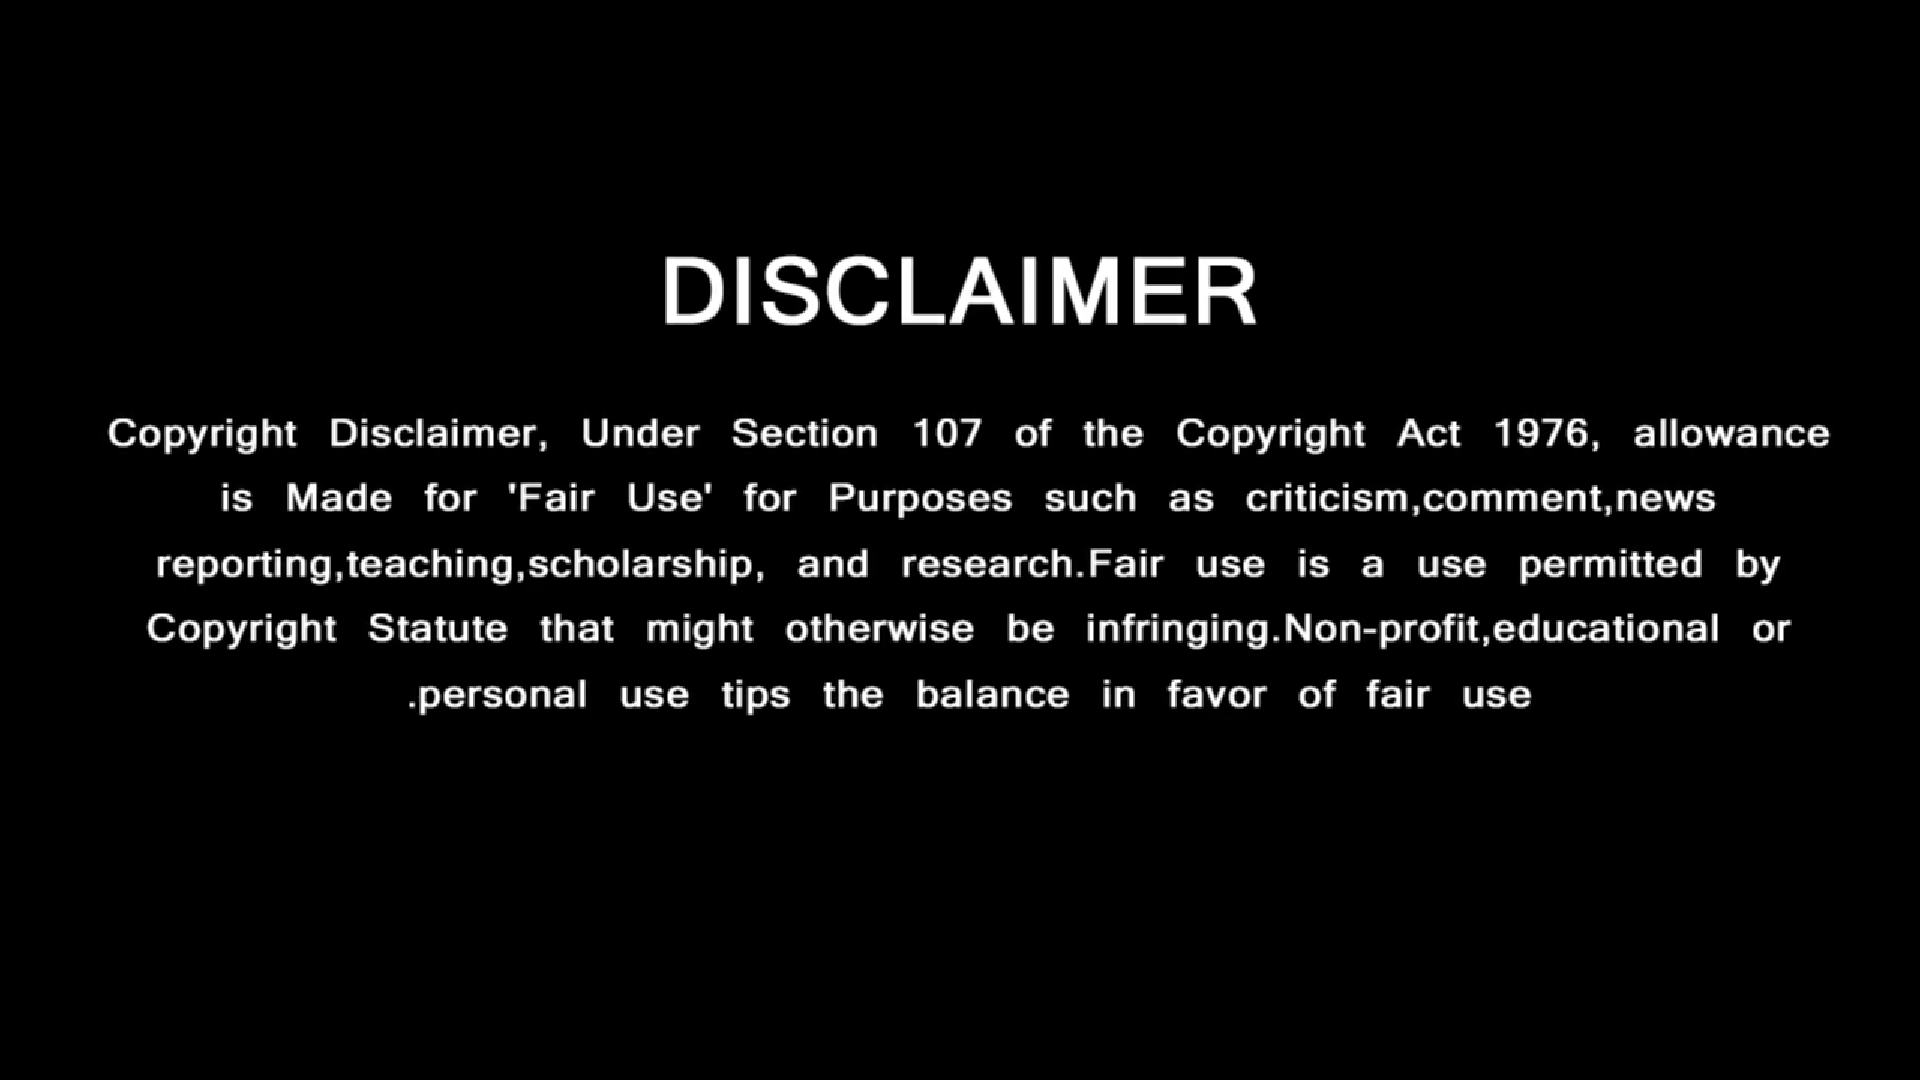 DISCLAIMER
Copyright Disclaimer, Under Section 107 of the Copyright Act 1976, allowance
is Made for 'Fair Use' for Purposes such as criticism,comment,news
reporting,teaching,scholarship, and research.Fair use is a use permitted by
Copyright Statute that might otherwise be infringing.Non-profit,educational or
.personal use tips the balance in favor of fair use